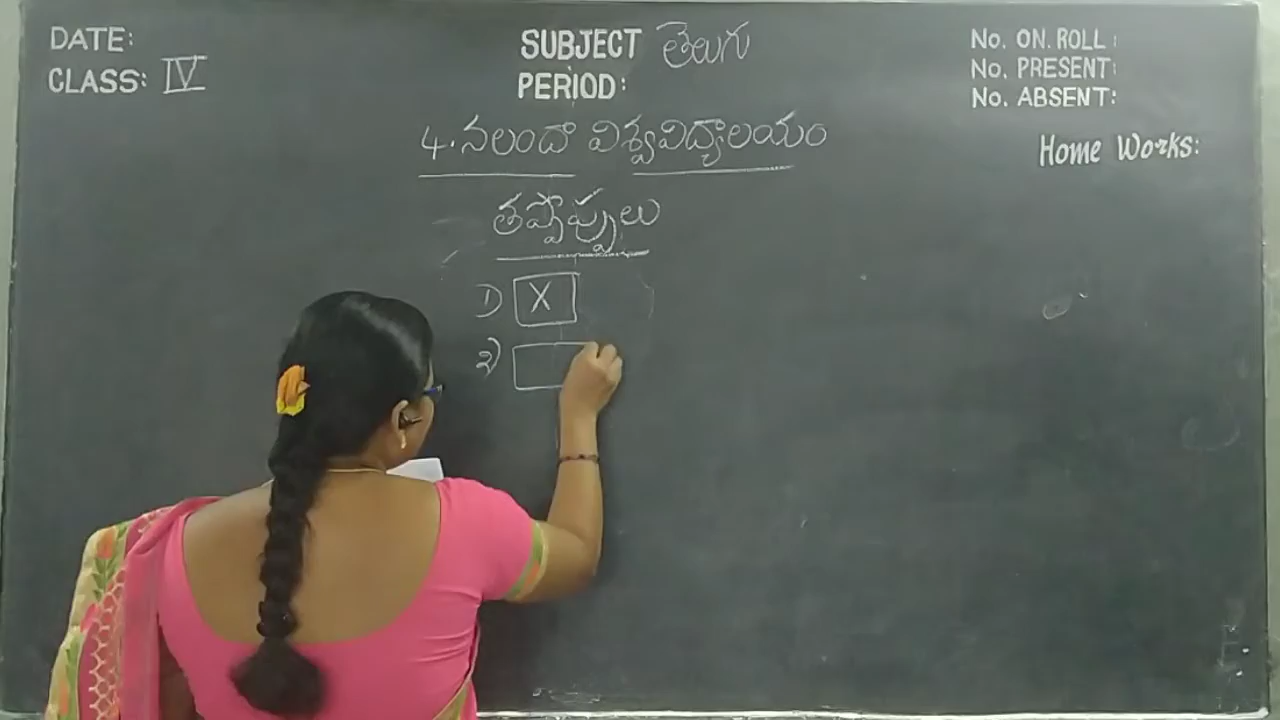 DATE:
CLASS: IV
SUBJECT తెలుగు
PERIOD:
No. ON. ROLL :
No. PRESENT:
No. ABSENT:
Home Works:
4. నలందా విశ్వవిద్యాలయం
తప్పొప్పులు
1) X
2)